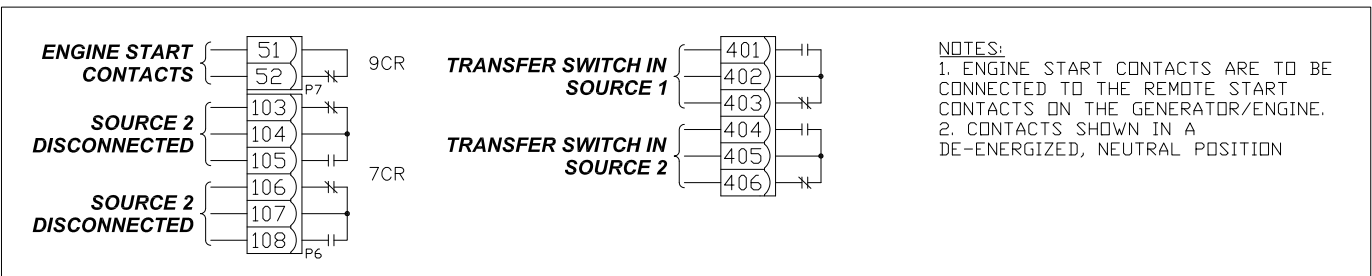 ENGINE START
CONTACTS
51
52
9CR
P7
SOURCE 2
DISCONNECTED
103
104
105
7CR
SOURCE 2
DISCONNECTED
106
107
108
P6
TRANSFER SWITCH IN
SOURCE 1
401
402
403
TRANSFER SWITCH IN
SOURCE 2
404
405
406
NOTES:
1. ENGINE START CONTACTS ARE TO BE
CONNECTED TO THE REMOTE START
CONTACTS ON THE GENERATOR/ENGINE.
2. CONTACTS SHOWN IN A
DE-ENERGIZED, NEUTRAL POSITION